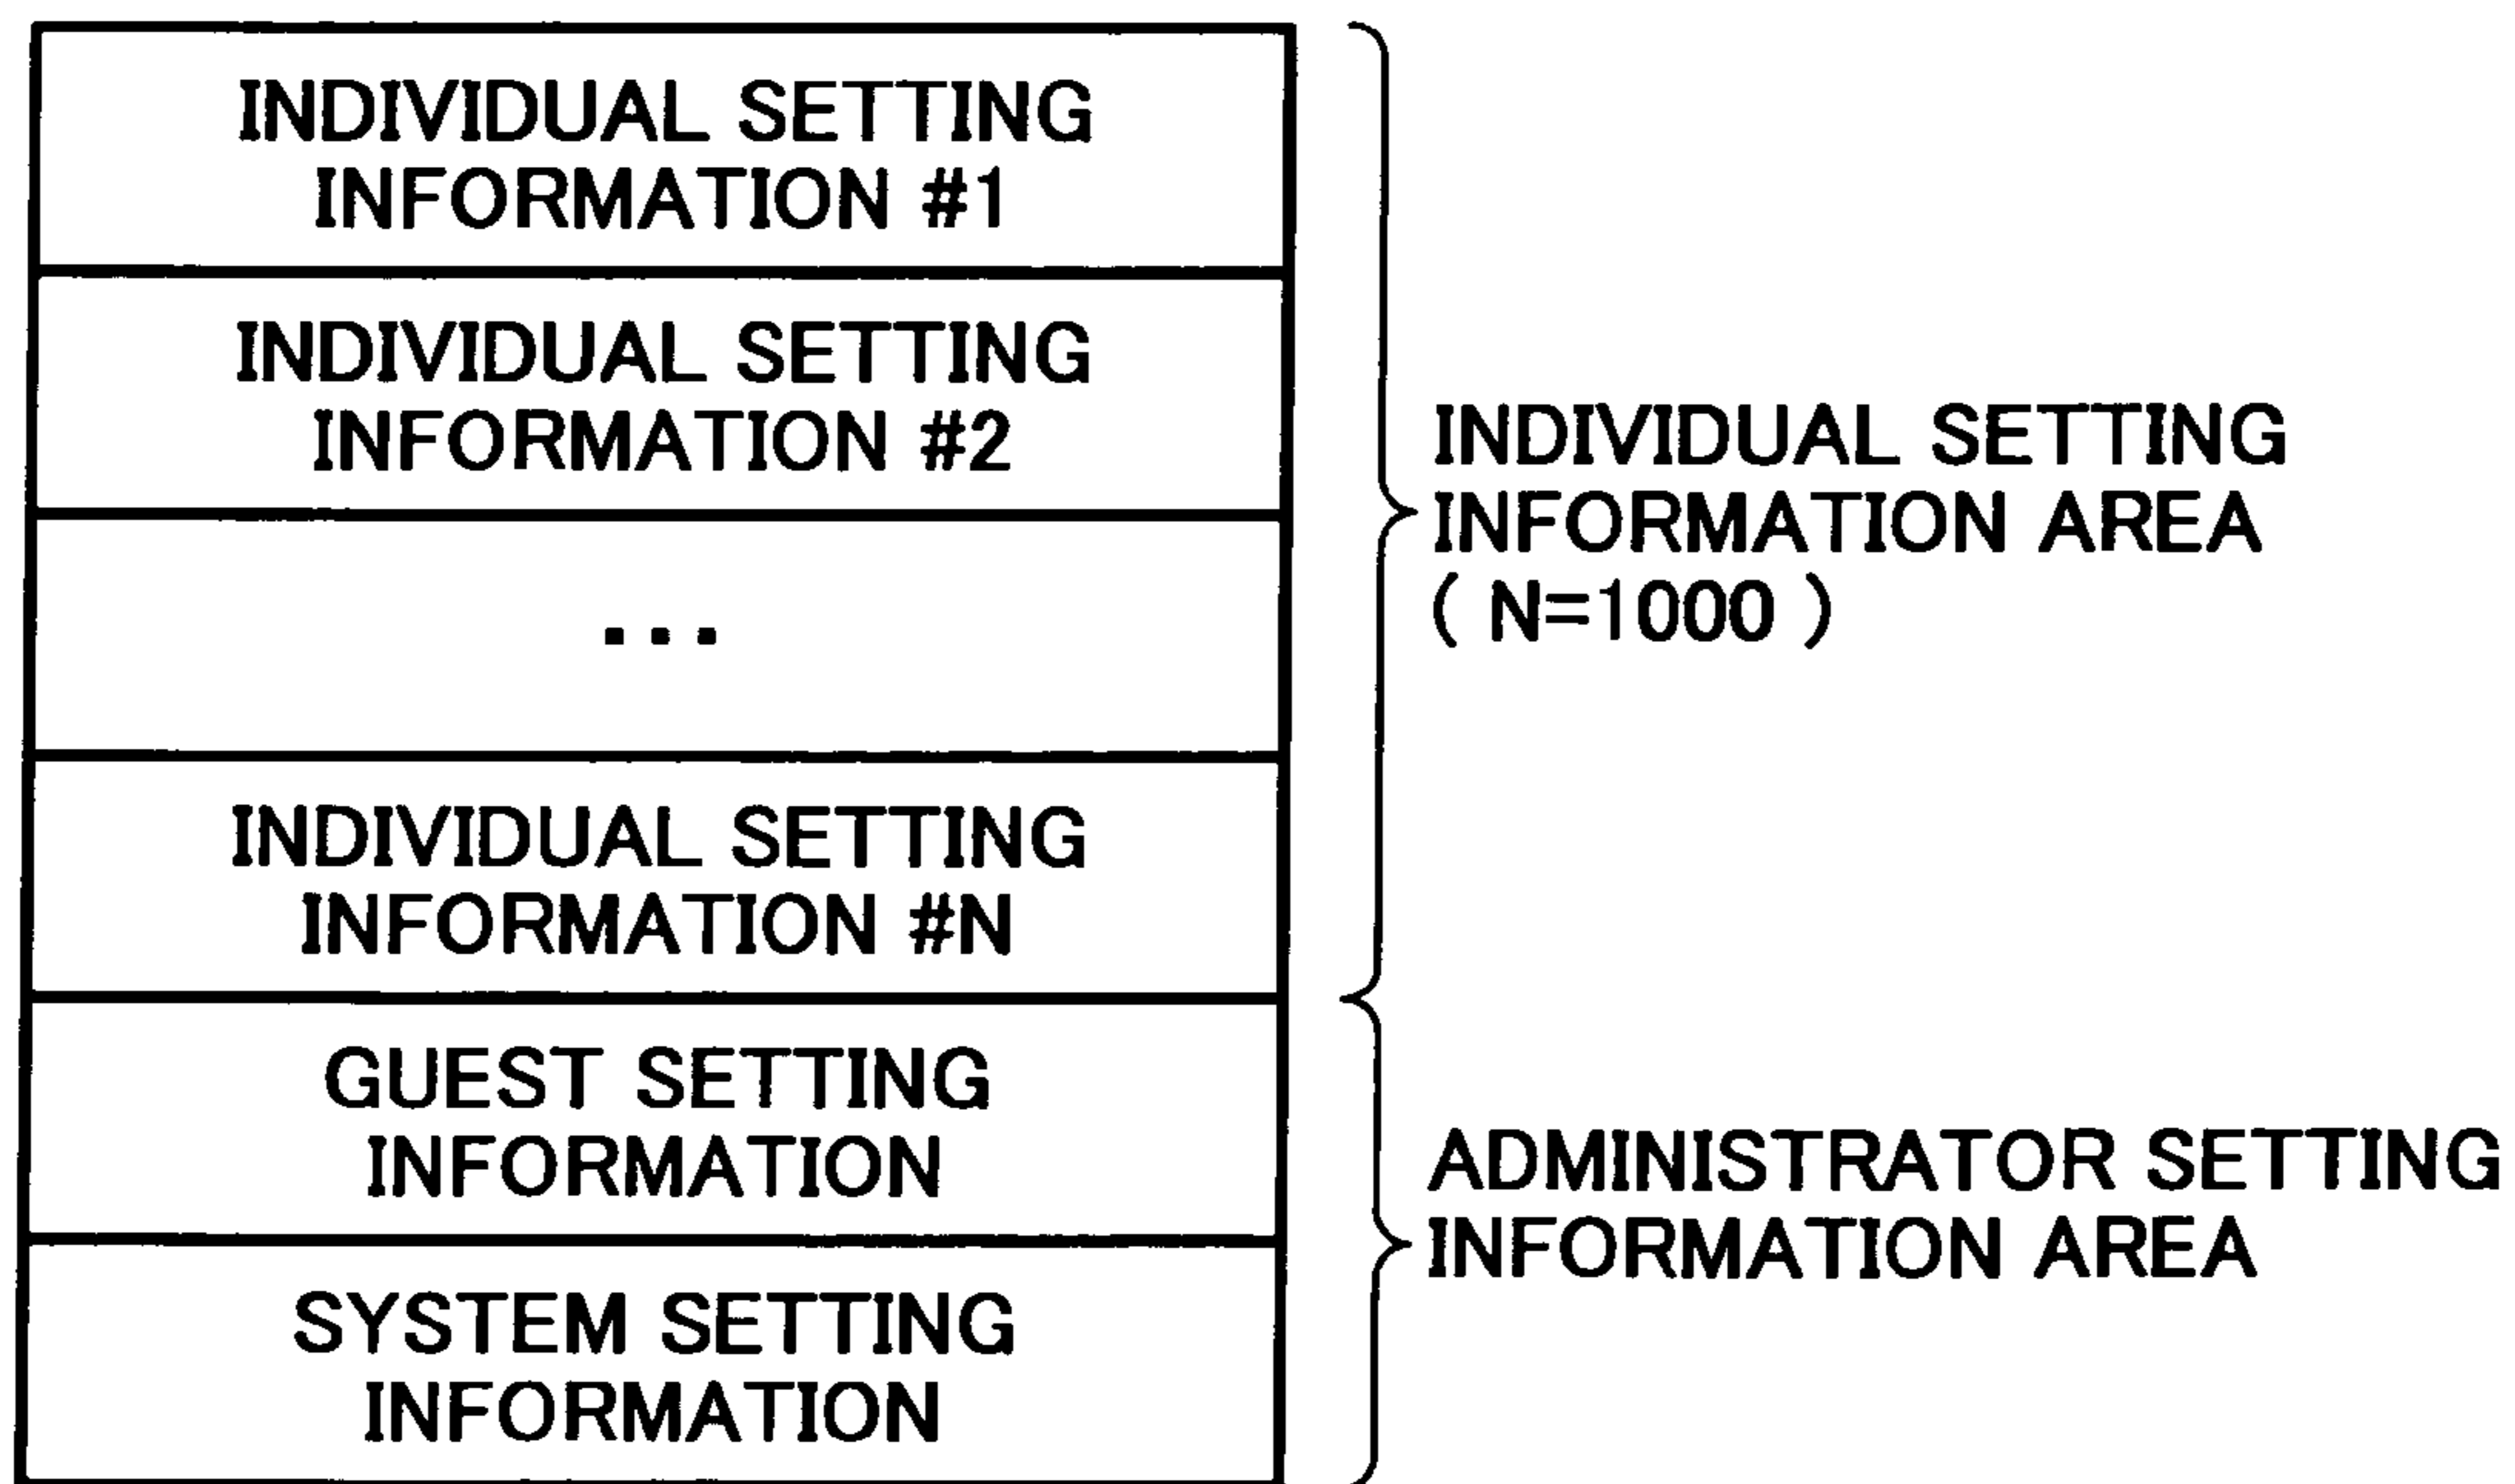 INDIVIDUAL SETTING
INFORMATION #1
INDIVIDUAL SETTING
INFORMATION #2
...
INDIVIDUAL SETTING
INFORMATION #N
GUEST SETTING
INFORMATION
SYSTEM SETTING
INFORMATION
INDIVIDUAL SETTING
INFORMATION AREA
( N=1000 )
ADMINISTRATOR SETTING
INFORMATION AREA